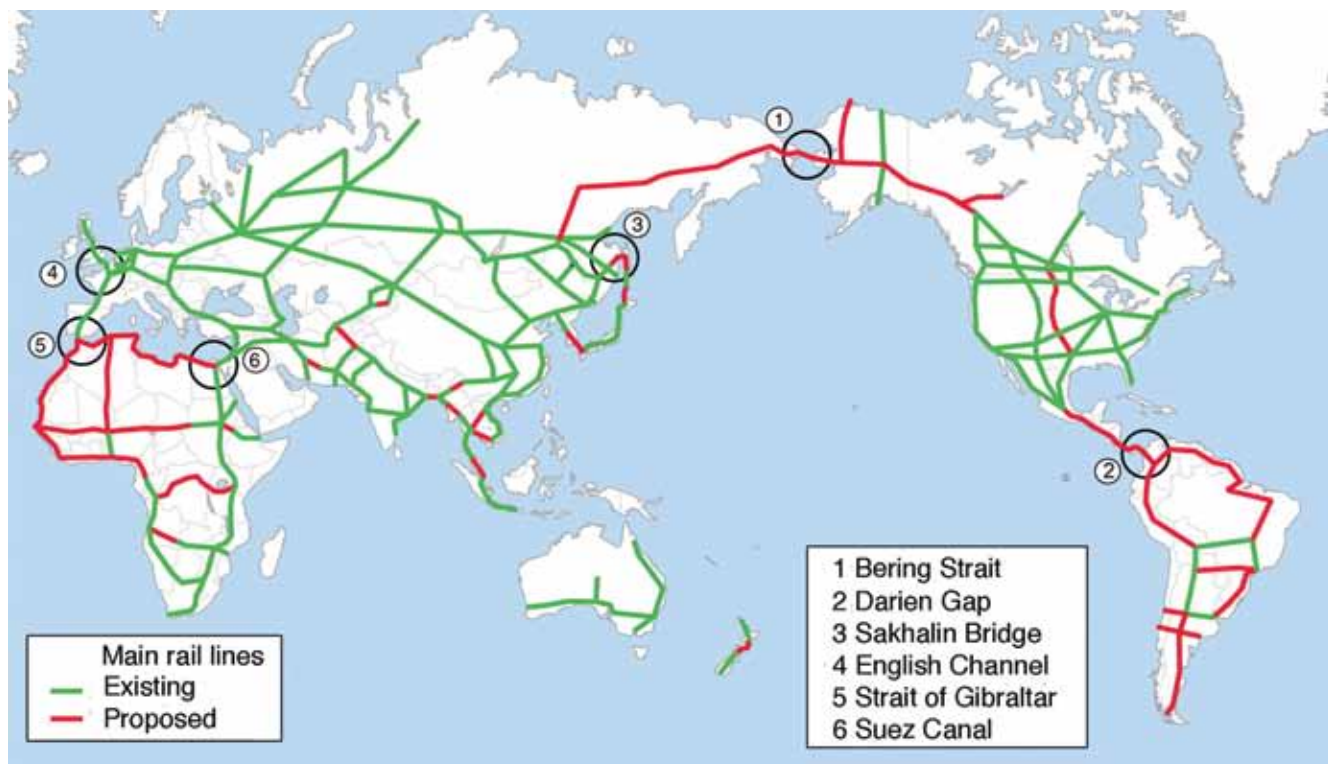 1
3
4
5
6
2
Main rail lines
Existing
Proposed
1 Bering Strait
2 Darien Gap
3 Sakhalin Bridge
4 English Channel
5 Strait of Gibraltar
6 Suez Canal